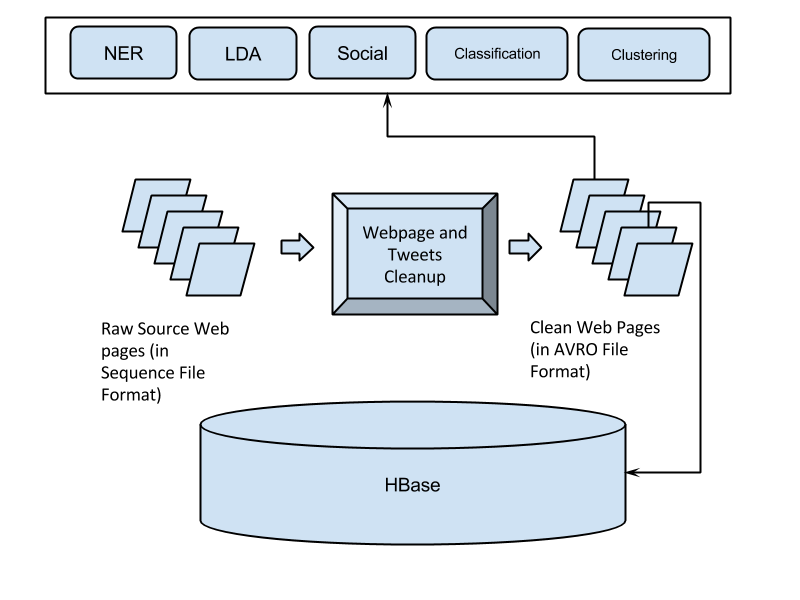 NER
LDA
Social
Classification
Clustering
Webpage and
Tweets
Cleanup
Raw Source Web
pages (in
Sequence File
Format)
Clean Web Pages
(in AVRO File
Format)
HBase